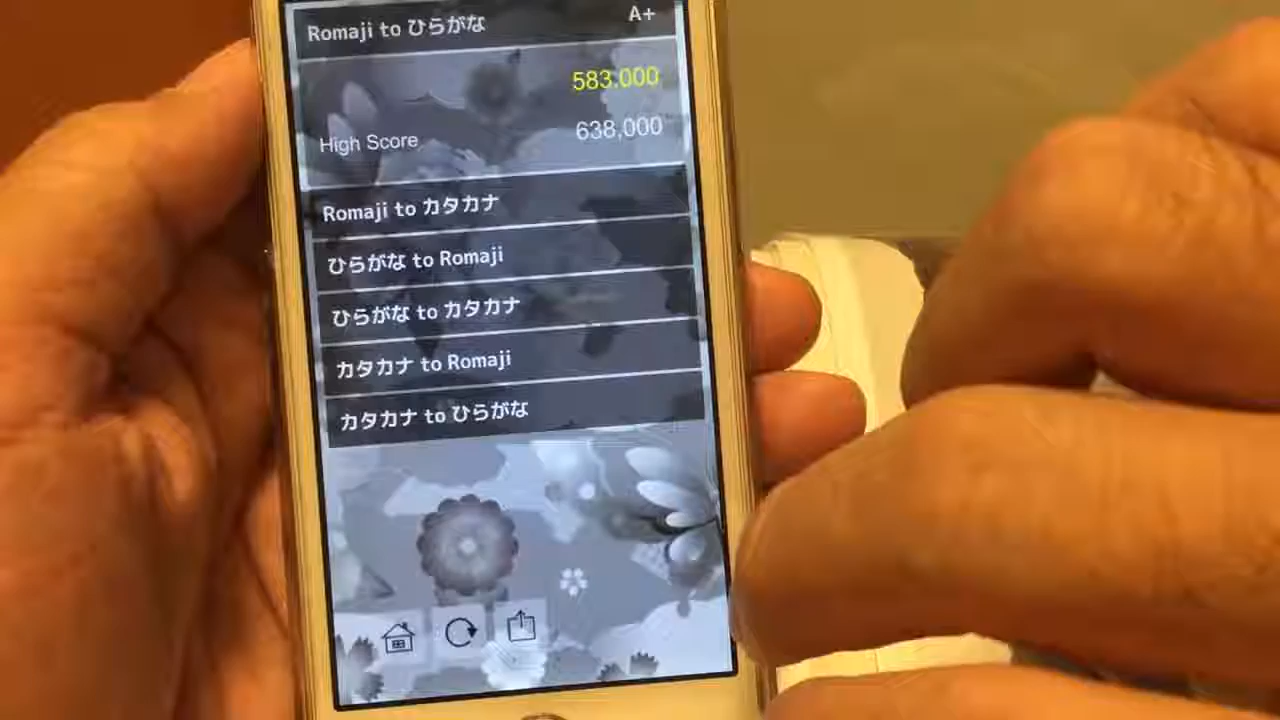 Romaji to ひらがな A+
583,000
High Score 638,000
Romaji to カタカナ
ひらがな to Romaji
ひらがな to カタカナ
カタカナ to Romaji
カタカナ to ひらがな